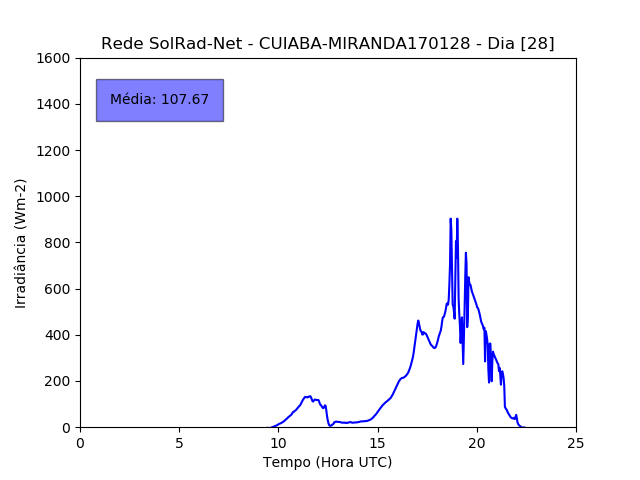 Rede SolRad-Net - CUIABA-MIRANDA170128 - Dia [28]
1600
1400
1200
1000
800
600
400
200
0
Média: 107.67
Irradiância (Wm-2)
0 5 10 15 20 25
Tempo (Hora UTC)